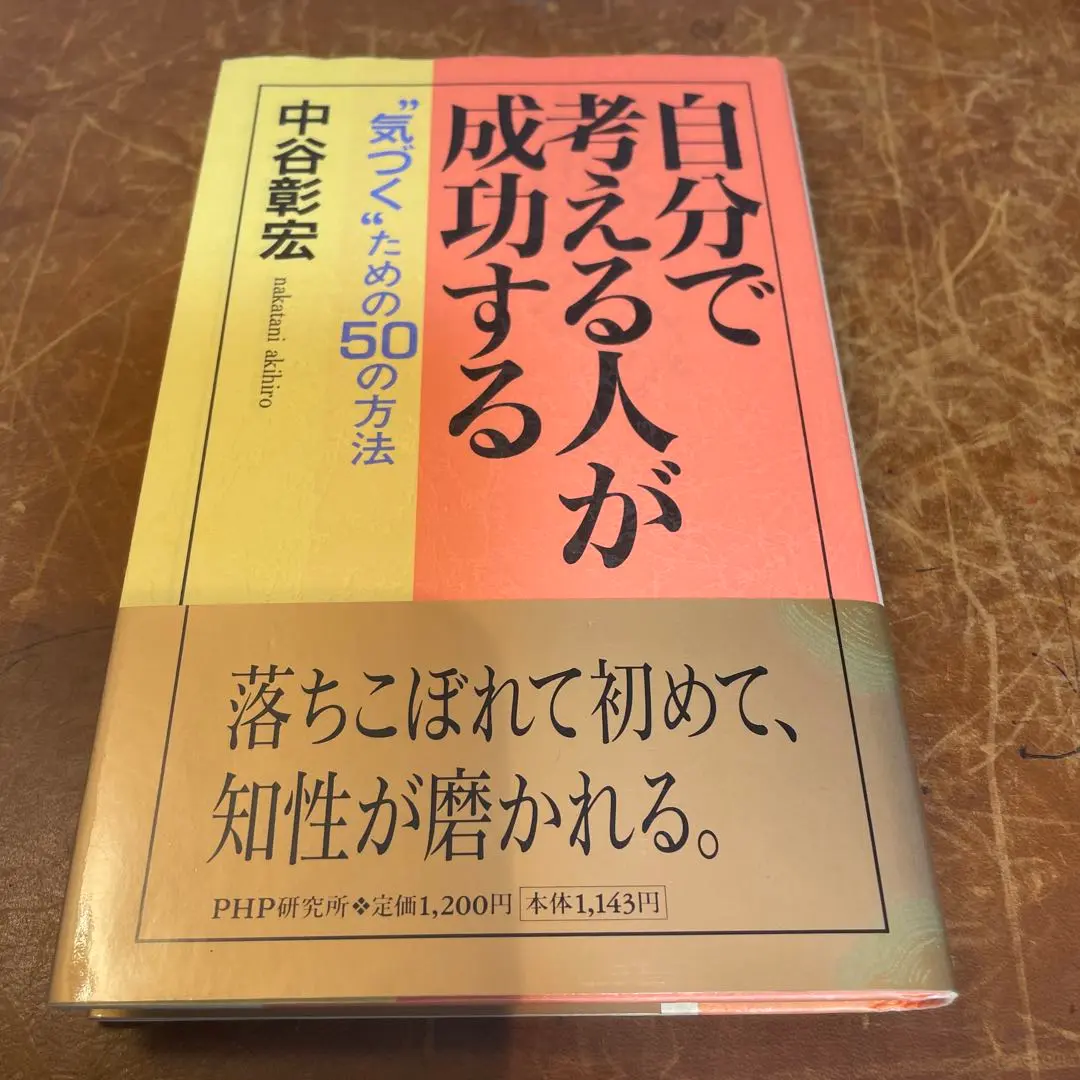 自分で
考える人が
成功する
”気づく“ための50の方法
中谷彰宏
nakatani akihiro
落ちこぼれて初めて、
知性が磨かれる。
PHP研究所❖定価1,200円 本体1,143円